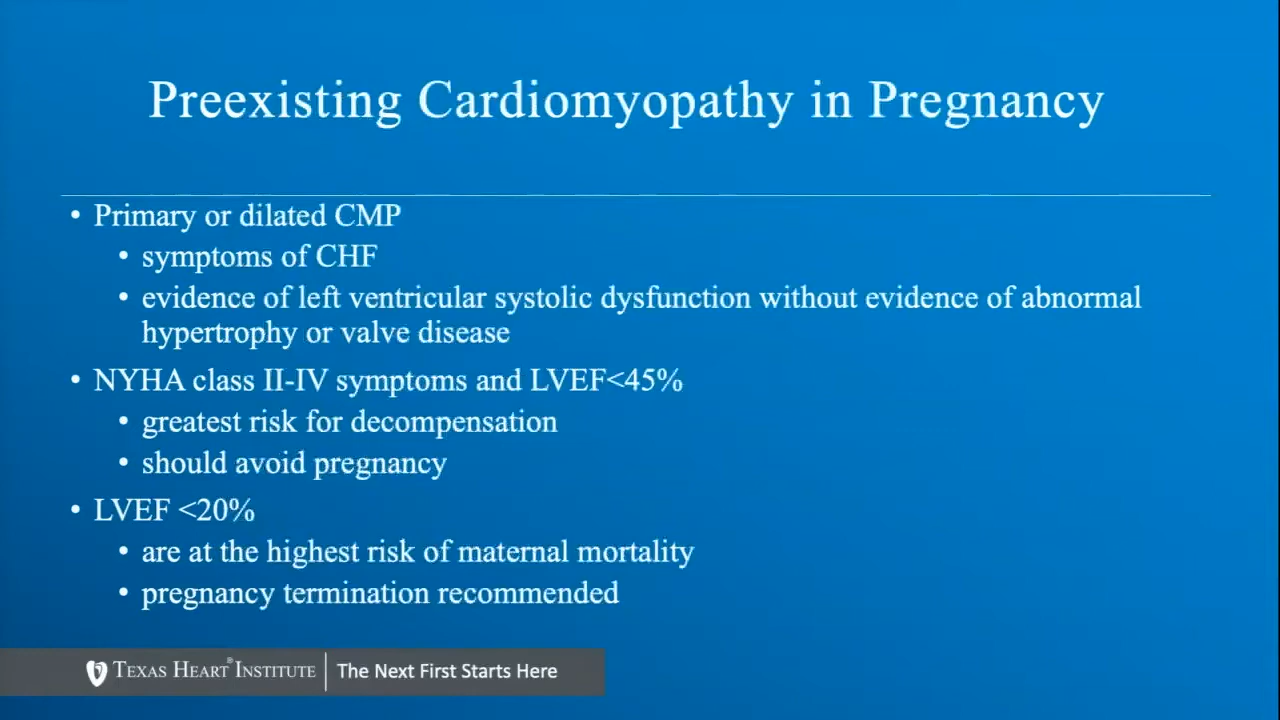 Preexisting Cardiomyopathy in Pregnancy
• Primary or dilated CMP
• symptoms of CHF
• evidence of left ventricular systolic dysfunction without evidence of abnormal
hypertrophy or valve disease
• NYHA class II-IV symptoms and LVEF<45%
• greatest risk for decompensation
• should avoid pregnancy
• LVEF <20%
• are at the highest risk of maternal mortality
• pregnancy termination recommended
TEXAS HEART® INSTITUTE | The Next First Starts Here